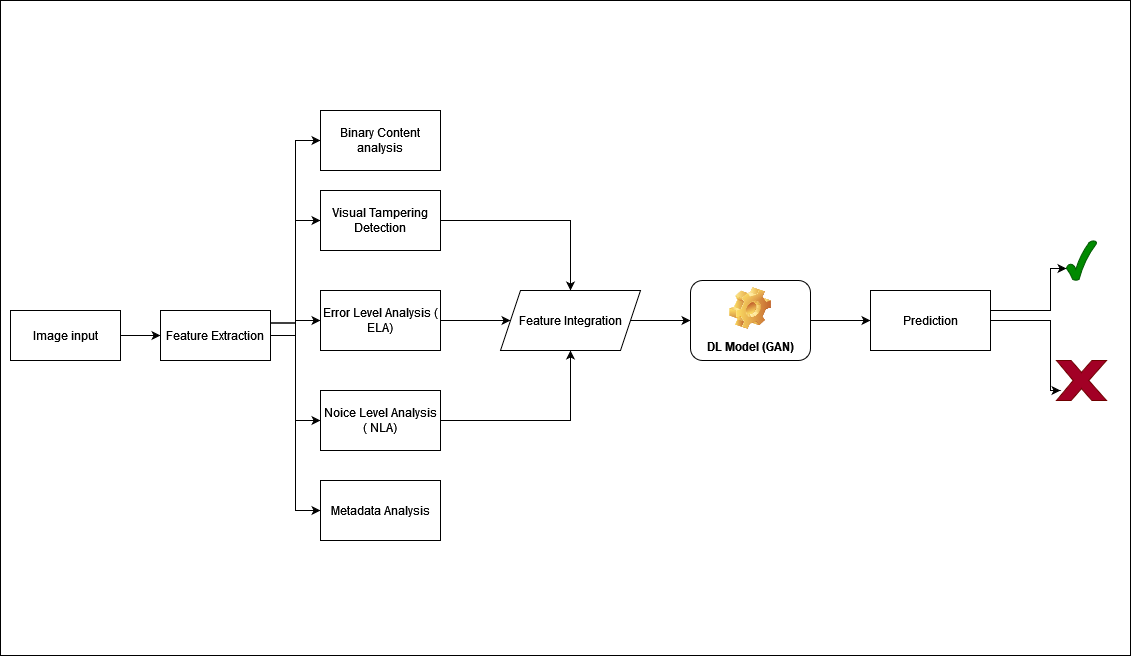 Binary Content
analysis
Visual Tampering
Detection
Image input
Feature Extraction
Error Level Analysis (
ELA)
Feature Integration
DL Model (GAN)
Prediction
Noice Level Analysis
( NLA)
Metadata Analysis